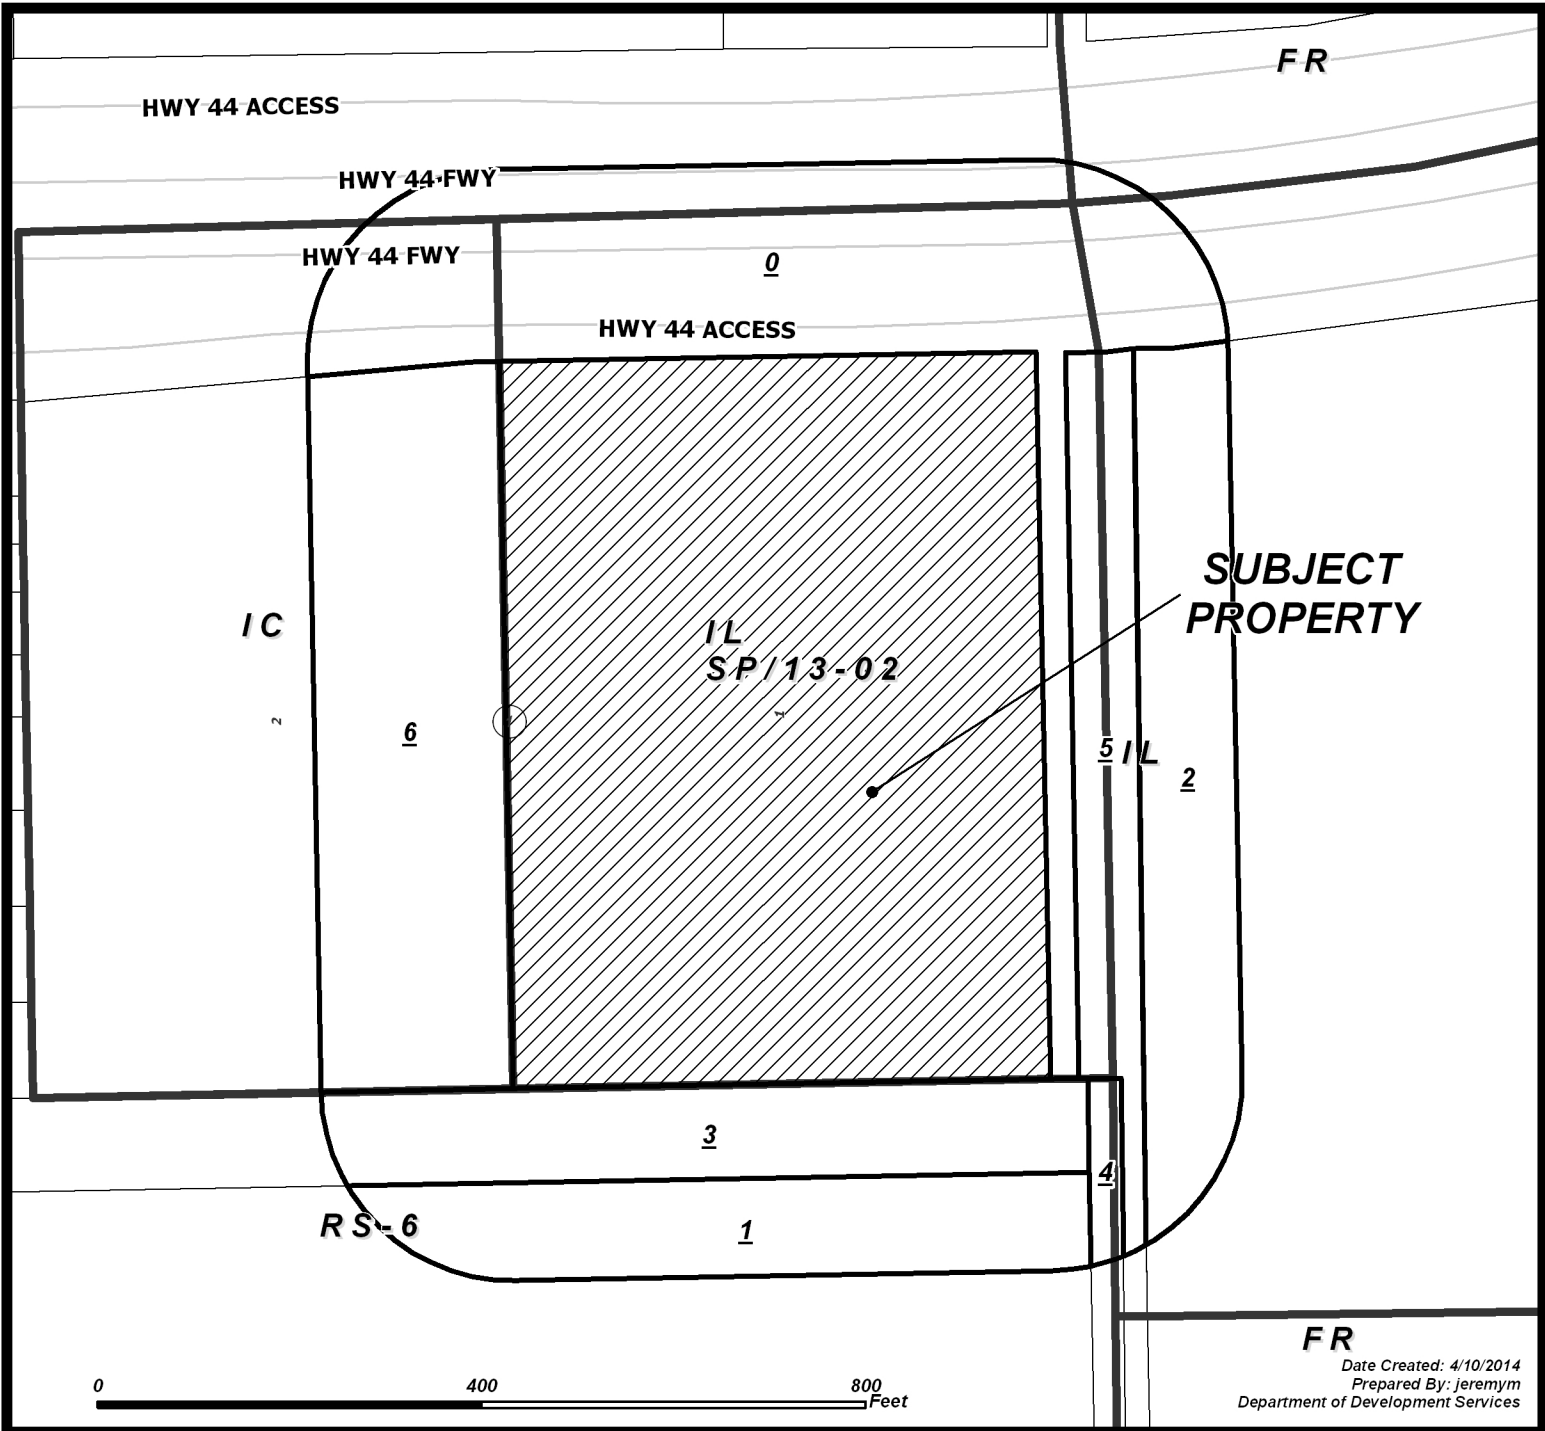 FR
HWY 44 ACCESS
HWY 44 FWY
HWY 44 FWY
0
HWY 44 ACCESS
SUBJECT
PROPERTY
IC
IL
SP/13-02
2
1
6
5
IL
2
3
4
RS-6
1
FR
0 400 800
Feet
Date Created: 4/10/2014
Prepared By: jeremym
Department of Development Services